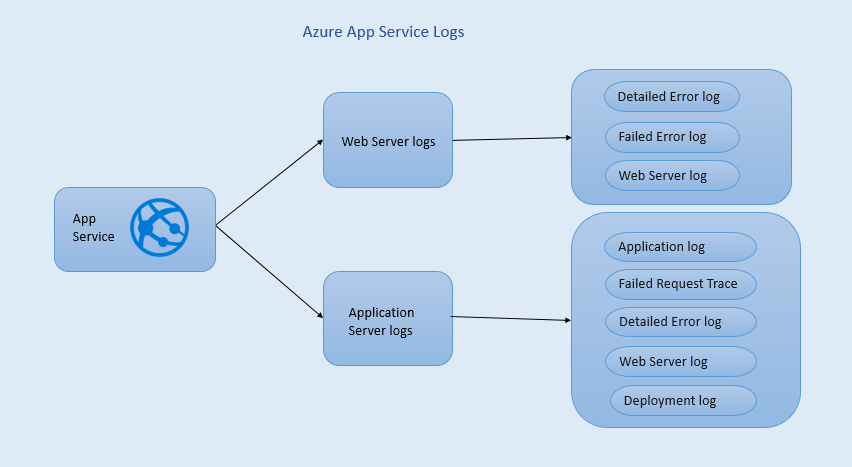 Azure App Service Logs
App
Service
Web Server logs
Application
Server logs
Detailed Error log
Failed Error log
Web Server log
Application log
Failed Request Trace
Detailed Error log
Web Server log
Deployment log